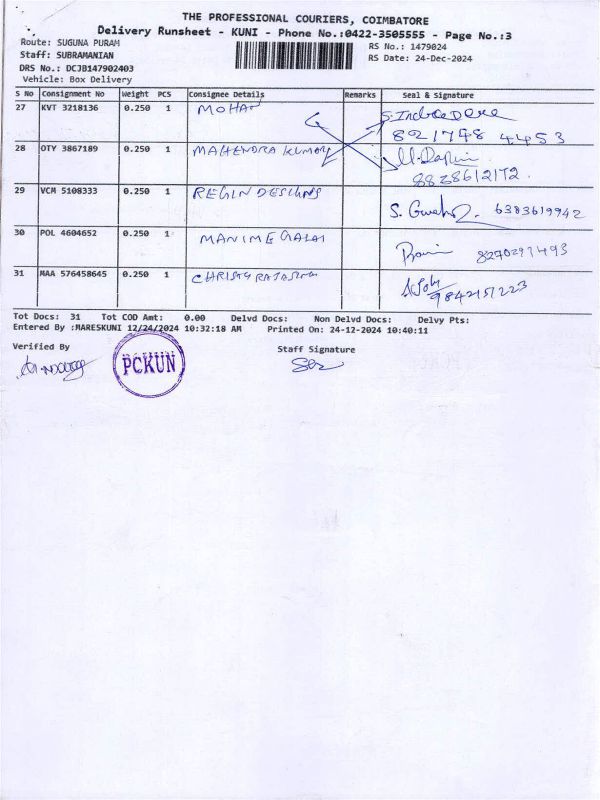 THE PROFESSIONAL COURIERS, COIMBATORE
Delivery Runsheet - KUNI - Phone No.:0422-3505555 - Page No.:3
Route: SUGUNA PURAM
RS No.: 1479024
Staff: SUBRAMANIAN
RS Date: 24-Dec-2024
DRS No.: DCJB147902403
Vehicle: Box Delivery
S No Consignment No Weight PCS Consignee Details Remarks Seal & Signature
27 KVT 3218136 0.250 1 MOHAN
8217484453
28 OTY 3867189 0.250 1 MAHENDRA KUMAR
8838612172.
29 VCM 5108333 0.250 1 REGIN DESIGNS
6383619942
30 POL 4604652 0.250 1 MANIMEGALAI
8270291493
31 MAA 576458645 0.250 1
9842151223
Tot Docs: 31 Tot COD Amt: 0.00 Delvd Docs: Non Delvd Docs: Delvy Pts:
Entered By :MARESKUNI 12/24/2024 10:32:18 AM Printed On: 24-12-2024 10:40:11
Verified By
Staff Signature
PCKUN